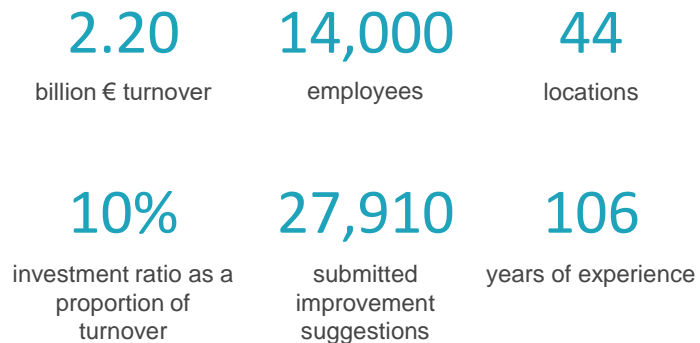 2.20
billion € turnover
14,000
employees
44
locations
10%
investment ratio as a
proportion of
turnover
27,910
submitted
improvement
suggestions
106
years of experience